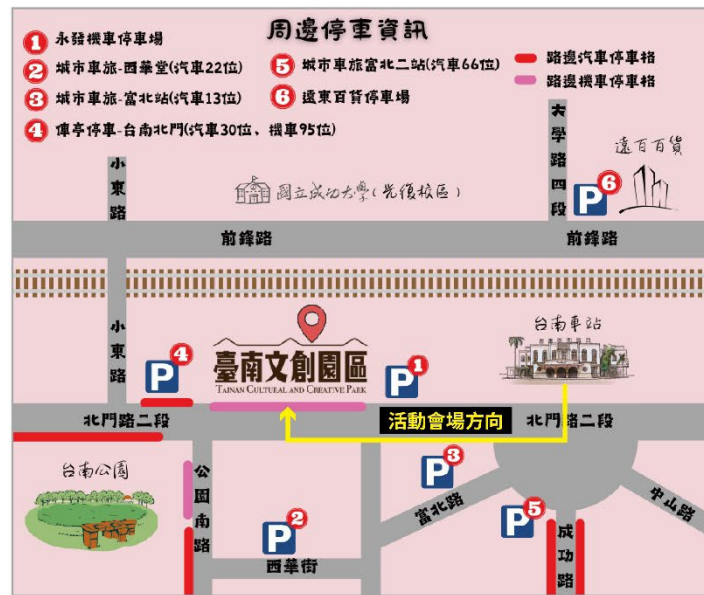 周邊停車資訊
1 永發機車停車場
2 城市車旅-西華堂(汽車22位)
3 城市車旅-富北站(汽車13位)
4 俥亭停車-台南北門(汽車30位、機車95位)
5 城市車旅富北二站(汽車66位)
6 遠東百貨停車場
路邊汽車停車格
路邊機車停車格
小東路
國立成功大學(光復校區)
大學路四段
遠百百貨
P 6
前鋒路
前鋒路
小東路
P 4
臺南文創園區
TAINAN CULTURAL AND CREATIVE PARK
P 1
台南車站
北門路二段
活動會場方向
北門路二段
台南公園
公園南路
P 2
西華街
P 3
富北路
P 5
成功路
中山路